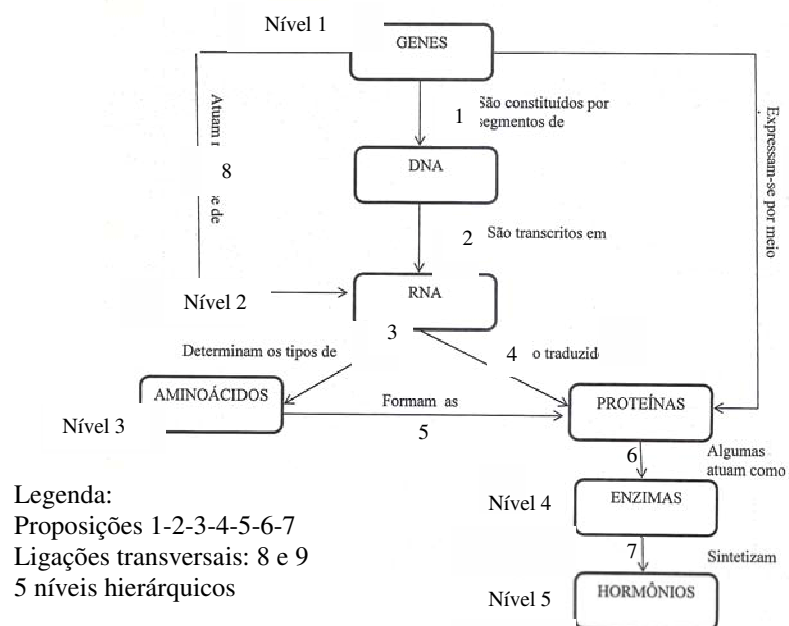 Nível 1
GENES
1 São constituídos por
segmentos de
Atuam
8
e de
Expressam-se por meio
DNA
2 São transcritos em
Nível 2
RNA
3
Determinam os tipos de
4 o traduzid
AMINOÁCIDOS
Formam as
PROTEÍNAS
Nível 3
5
6
Algumas
atuam como
Nível 4
ENZIMAS
7
Sintetizam
Nível 5
HORMÔNIOS
Legenda:
Proposições 1-2-3-4-5-6-7
Ligações transversais: 8 e 9
5 níveis hierárquicos